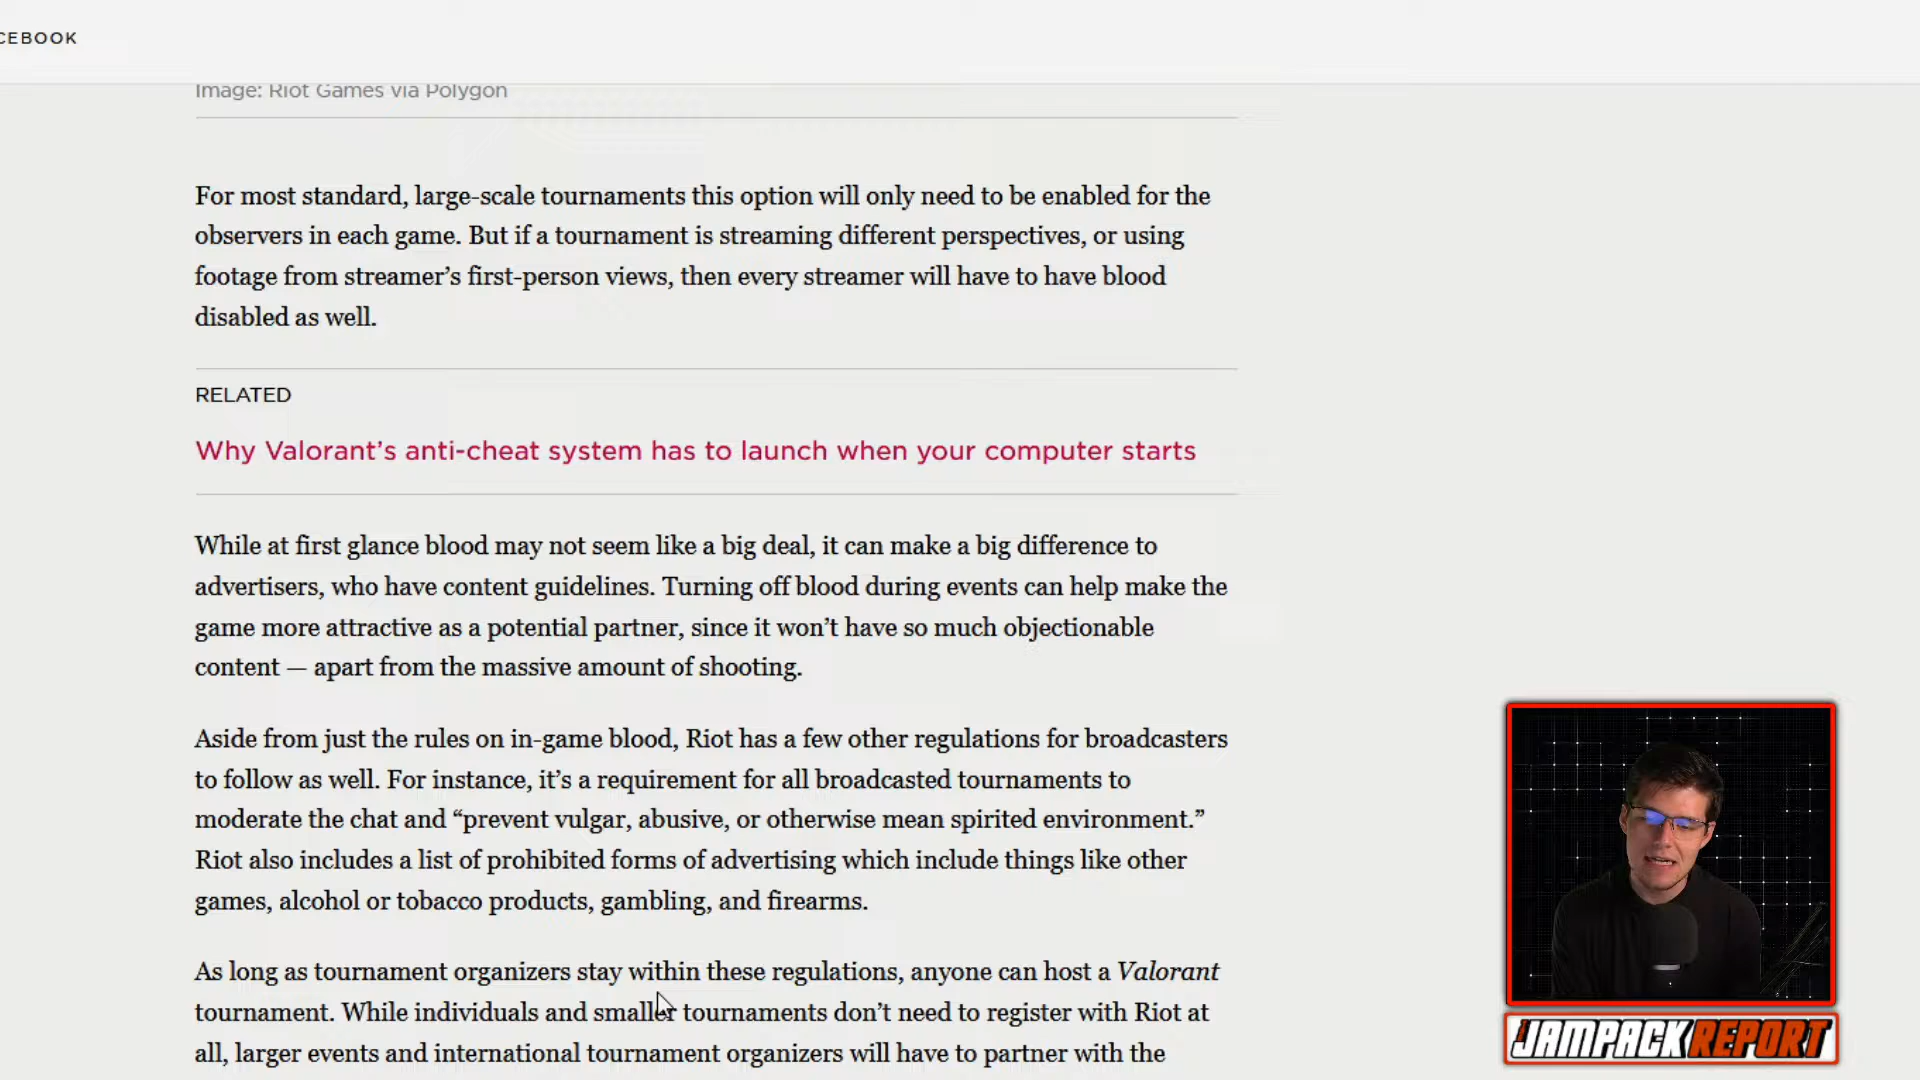 CEBOOK
Image: Riot Games via Polygon
For most standard, large-scale tournaments this option will only need to be enabled for the
observers in each game. But if a tournament is streaming different perspectives, or using
footage from streamer’s first-person views, then every streamer will have to have blood
disabled as well.
RELATED
Why Valorant’s anti-cheat system has to launch when your computer starts
While at first glance blood may not seem like a big deal, it can make a big difference to
advertisers, who have content guidelines. Turning off blood during events can help make the
game more attractive as a potential partner, since it won’t have so much objectionable
content — apart from the massive amount of shooting.
Aside from just the rules on in-game blood, Riot has a few other regulations for broadcasters
to follow as well. For instance, it’s a requirement for all broadcasted tournaments to
moderate the chat and “prevent vulgar, abusive, or otherwise mean spirited environment.”
Riot also includes a list of prohibited forms of advertising which include things like other
games, alcohol or tobacco products, gambling, and firearms.
As long as tournament organizers stay within these regulations, anyone can host a Valorant
tournament. While individuals and smaller tournaments don’t need to register with Riot at
all, larger events and international tournament organizers will have to partner with the
JAMPACK REPORT